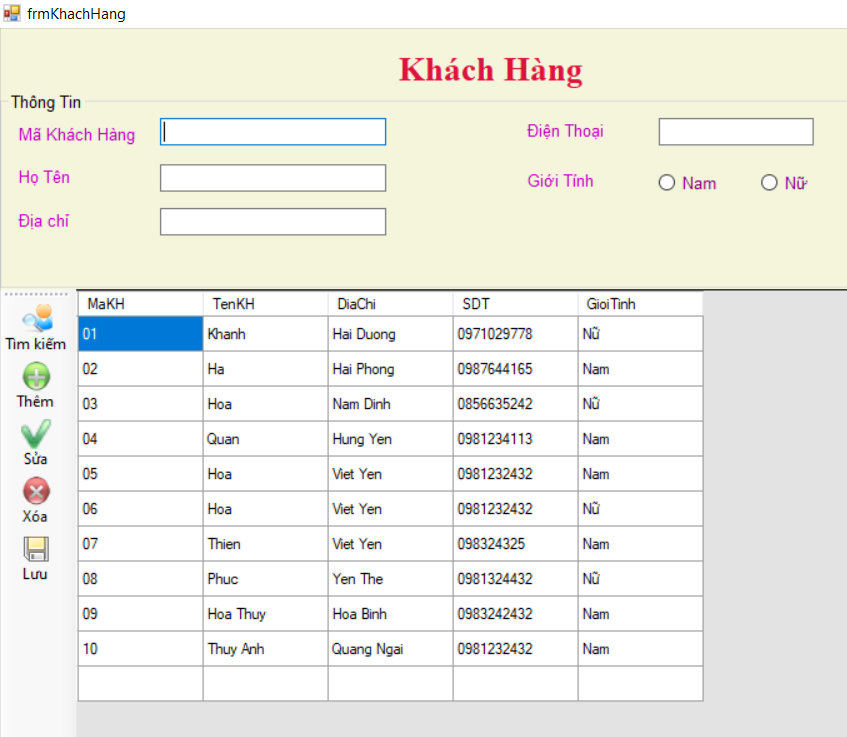 frmKhachHang
Khách Hàng
Thông Tin
Mã Khách Hàng
Điện Thoại
Họ Tên
Giới Tính Nam Nữ
Địa chỉ
Tìm kiếm
Thêm
Sửa
Xóa
Lưu
MaKH TenKH DiaChi SDT GioiTinh
01 Khanh Hai Duong 0971029778 Nữ
02 Ha Hai Phong 0987644165 Nam
03 Hoa Nam Dinh 0856635242 Nữ
04 Quan Hung Yen 0981234113 Nam
05 Hoa Viet Yen 0981232432 Nam
06 Hoa Viet Yen 0981232432 Nữ
07 Thien Viet Yen 098324325 Nam
08 Phuc Yen The 0981324432 Nữ
09 Hoa Thuy Hoa Binh 0983242432 Nam
10 Thuy Anh Quang Ngai 0981232432 Nam